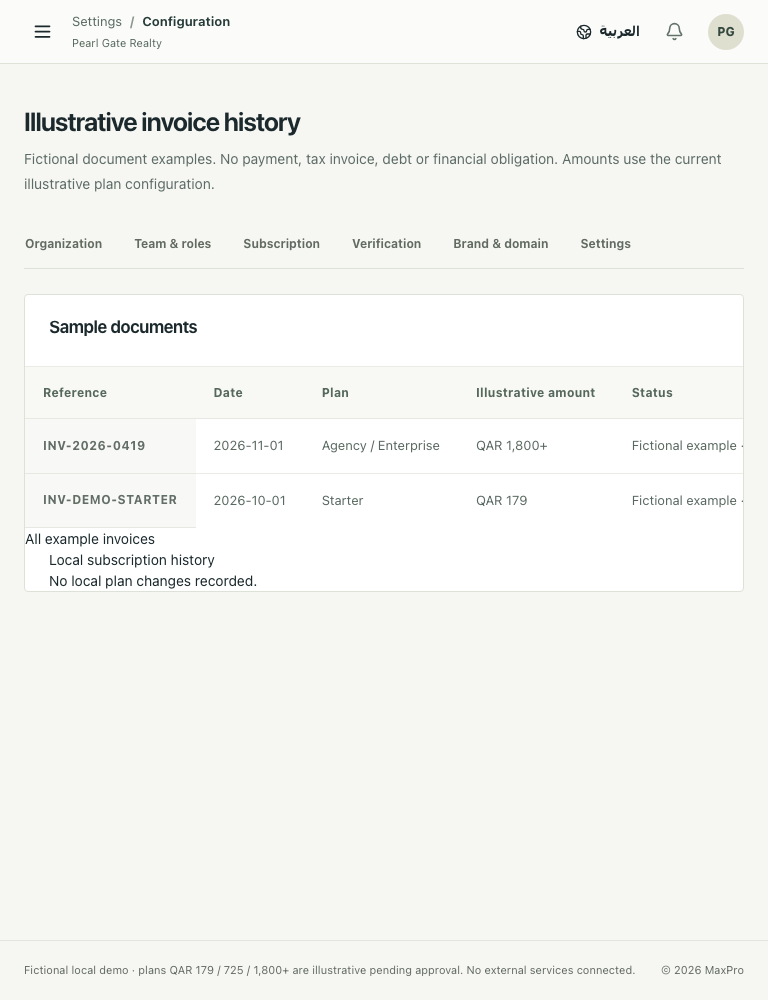 Settings / Configuration
Pearl Gate Realty
العربية
PG
Illustrative invoice history
Fictional document examples. No payment, tax invoice, debt or financial obligation. Amounts use the current
illustrative plan configuration.
Organization Team & roles Subscription Verification Brand & domain Settings
Sample documents
Reference Date Plan Illustrative amount Status
INV-2026-0419 2026-11-01 Agency / Enterprise QAR 1,800+ Fictional example ·
INV-DEMO-STARTER 2026-10-01 Starter QAR 179 Fictional example ·
All example invoices
Local subscription history
No local plan changes recorded.
Fictional local demo · plans QAR 179 / 725 / 1,800+ are illustrative pending approval. No external services connected. © 2026 MaxPro